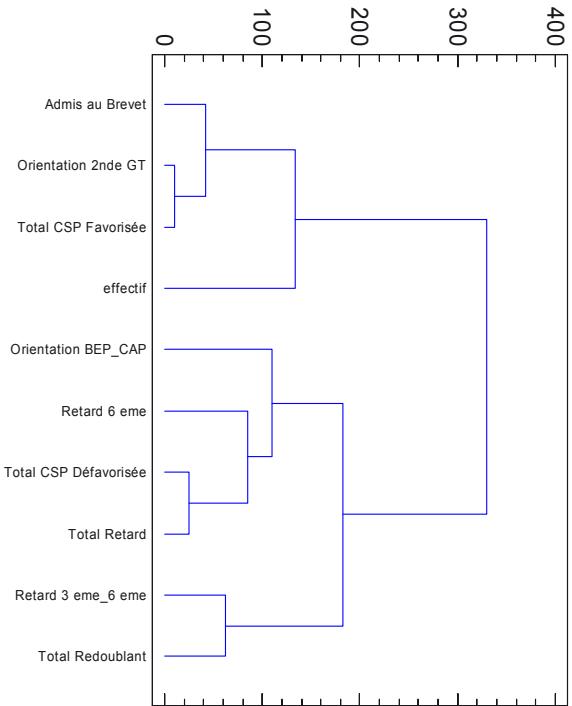 0
100
200
300
400
Admis au Brevet
Orientation 2nde GT
Total CSP Favorisée
effectif
Orientation BEP_CAP
Retard 6 eme
Total CSP Défavorisée
Total Retard
Retard 3 eme_6 eme
Total Redoublant